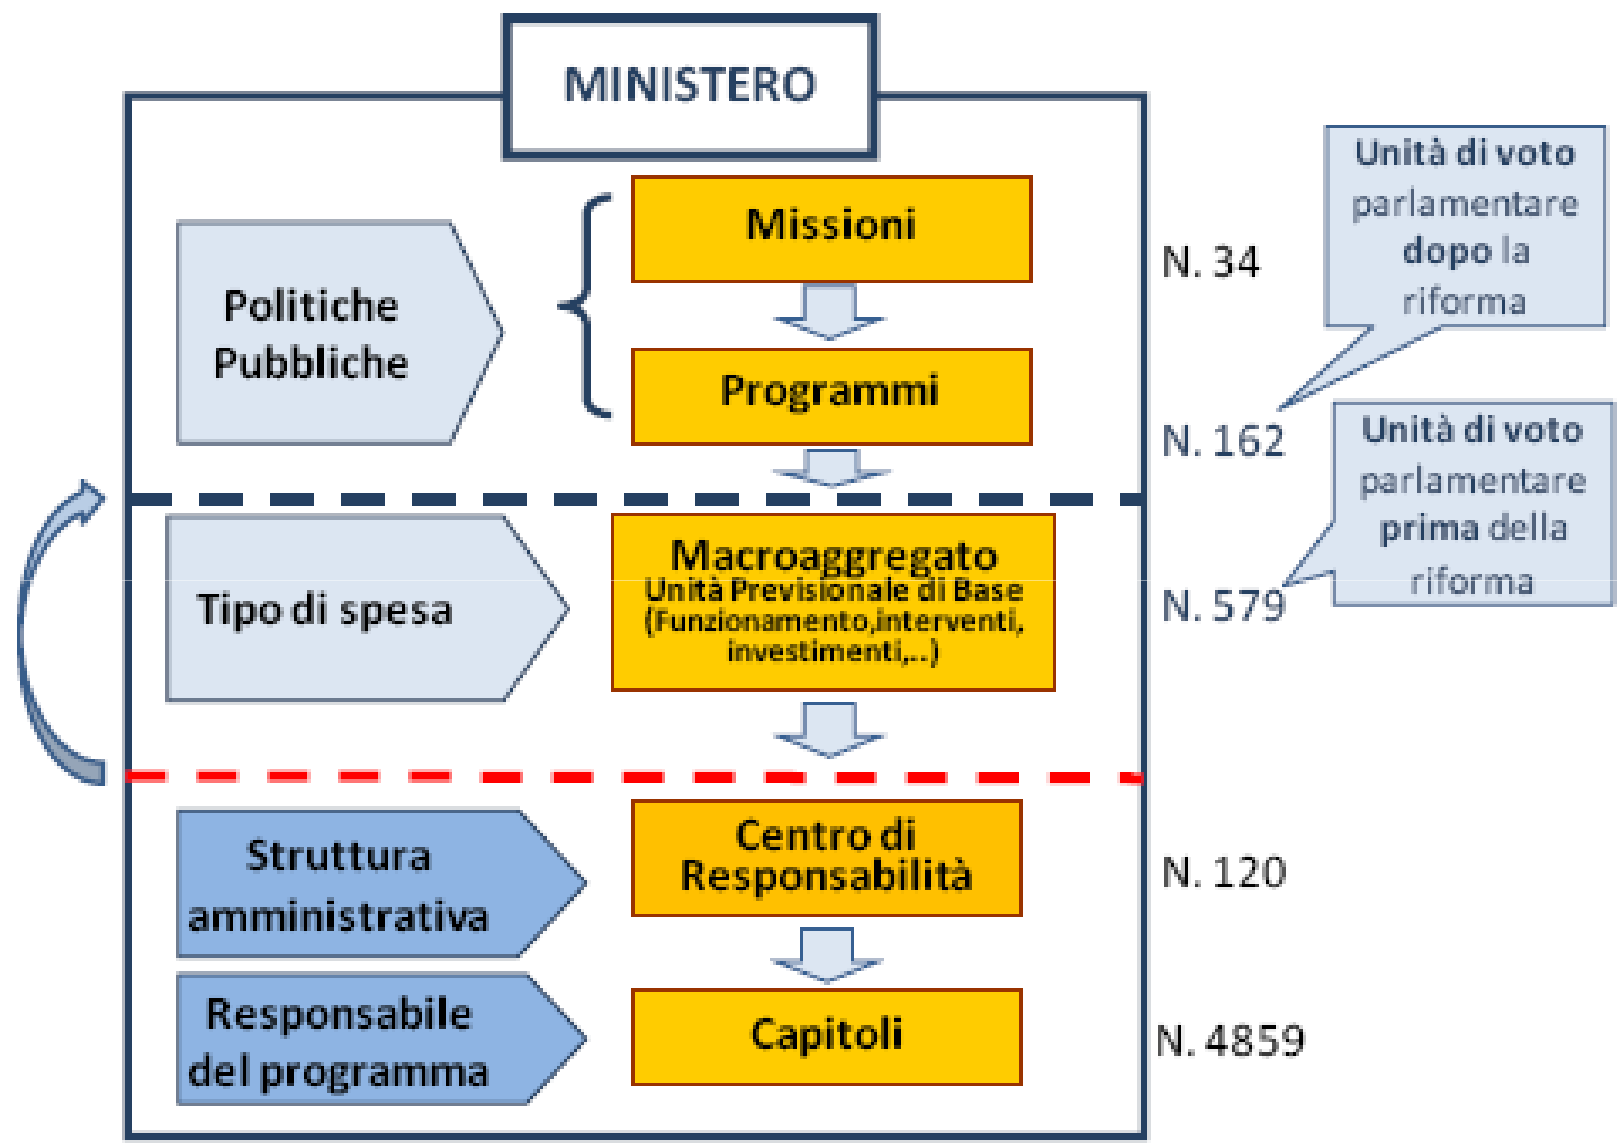 MINISTERO
Missioni
N. 34
Unità di voto
parlamentare
dopo la
riforma
Politiche
Pubbliche
Programmi
N. 162
Unità di voto
parlamentare
prima della
riforma
Tipo di spesa
Macroaggregato
Unità Previsionale di Base
(Funzionamento,interventi,
investimenti,..)
N. 579
Struttura
amministrativa
Centro di
Responsabilità
N. 120
Responsabile
del programma
Capitoli
N. 4859